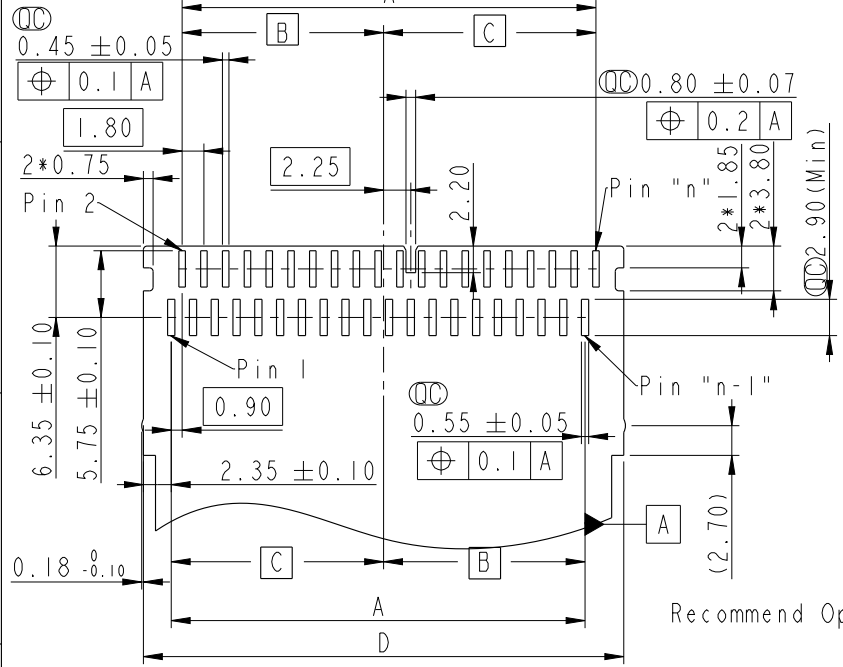 QC
B
C
0.45 ±0.05
⌖ 0.1 A
QC 0.80 ±0.07
⌖ 0.2 A
1.80
2*0.75
2.25
2.20
Pin "n"
2*1.85
2*3.80
QC 2.90(Min)
Pin 2
6.35 ±0.10
5.75 ±0.10
Pin 1
0.90
QC
0.55 ±0.05
⌖ 0.1 A
Pin "n-1"
2.35 ±0.10
(2.70)
A
0.18 0 -0.10
C
B
A
D
Recommend Op